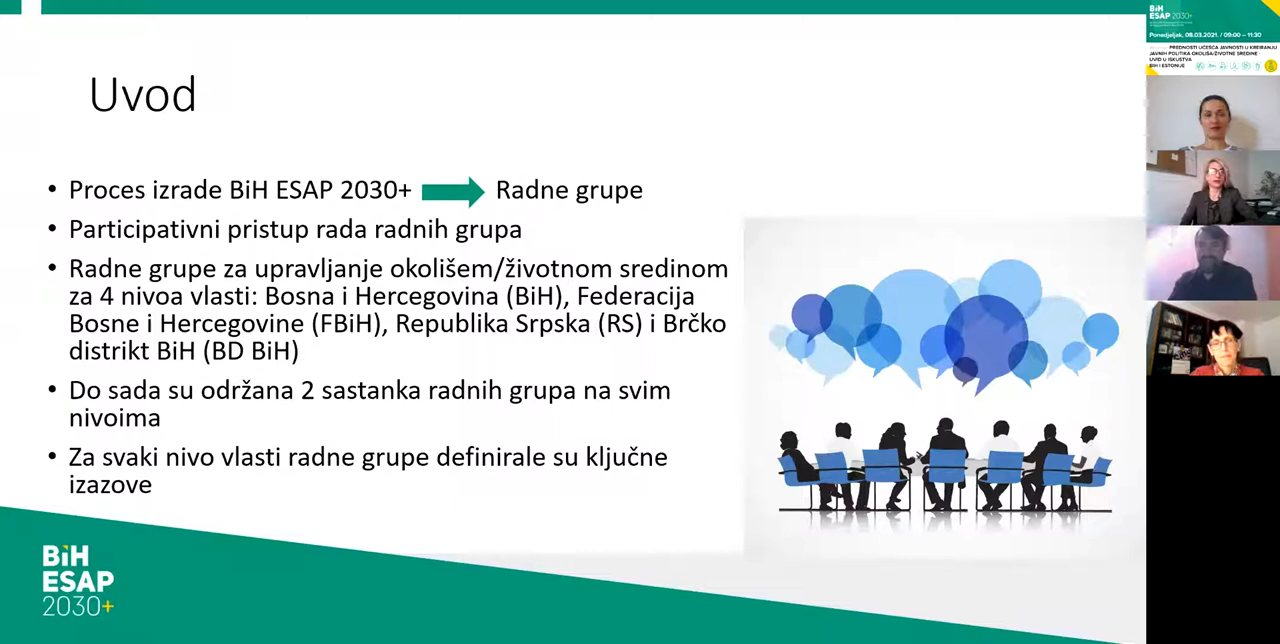 Uvod
• Proces izrade BiH ESAP 2030+ Radne grupe
• Participativni pristup rada radnih grupa
• Radne grupe za upravljanje okolišem/životnom sredinom
za 4 nivoa vlasti: Bosna i Hercegovina (BiH), Federacija
Bosne i Hercegovine (FBiH), Republika Srpska (RS) i Brčko
distrikt BiH (BD BiH)
• Do sada su održana 2 sastanka radnih grupa na svim
nivoima
• Za svaki nivo vlasti radne grupe definirale su ključne
izazove
BiH
ESAP
2030+
BiH
ESAP 2030+
Ponedjeljak, 08.03.2021. / 09:00 – 11:30
PREDNOSTI UČEŠĆA JAVNOSTI U KREIRANJU
JAVNIH POLITIKA OKOLIŠA/ŽIVOTNE SREDINE -
UVID U ISKUSTVA
BIH I ESTONIJE